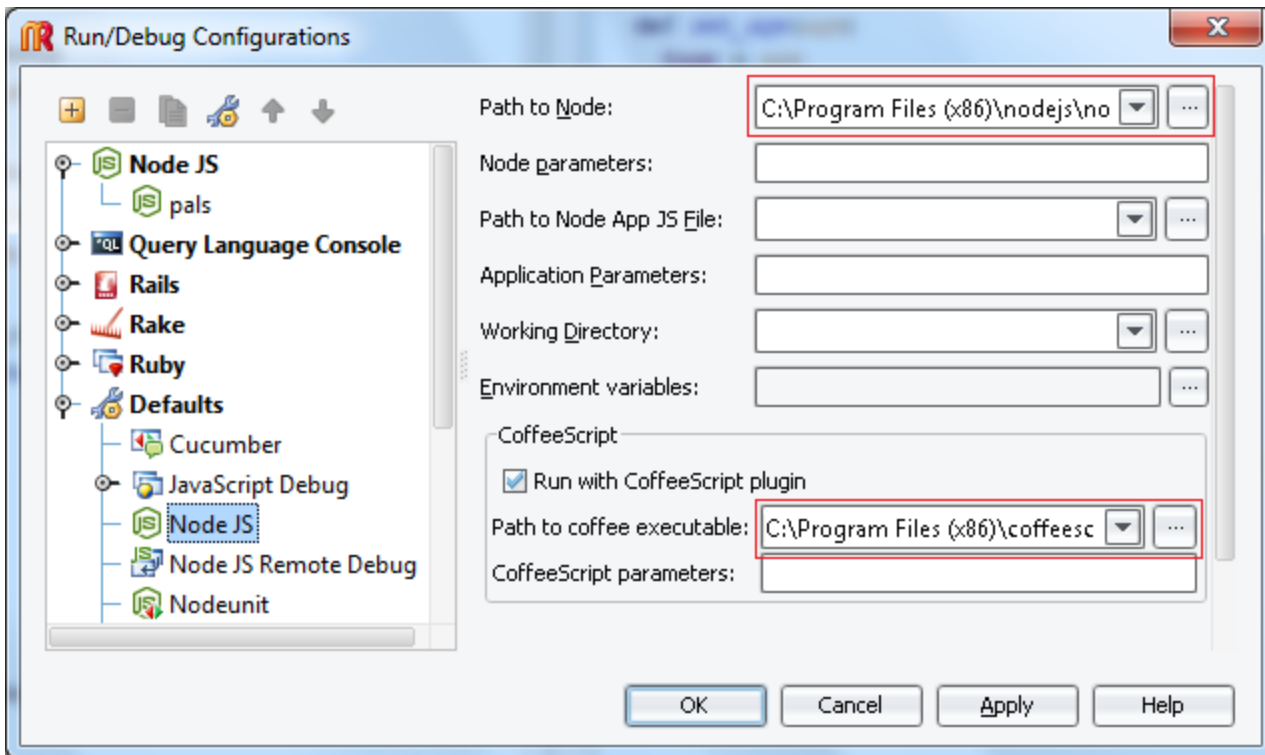 Run/Debug Configurations
Path to Node:
C:\Program Files (x86)\nodejs\no
Node parameters:
Path to Node App JS File:
Application Parameters:
Working Directory:
Environment variables:
CoffeeScript
Run with CoffeeScript plugin
Path to coffee executable:
C:\Program Files (x86)\coffeesc
CoffeeScript parameters:
Node JS
pals
Query Language Console
Rails
Rake
Ruby
Defaults
Cucumber
JavaScript Debug
Node JS
Node JS Remote Debug
Nodeunit
OK
Cancel
Apply
Help